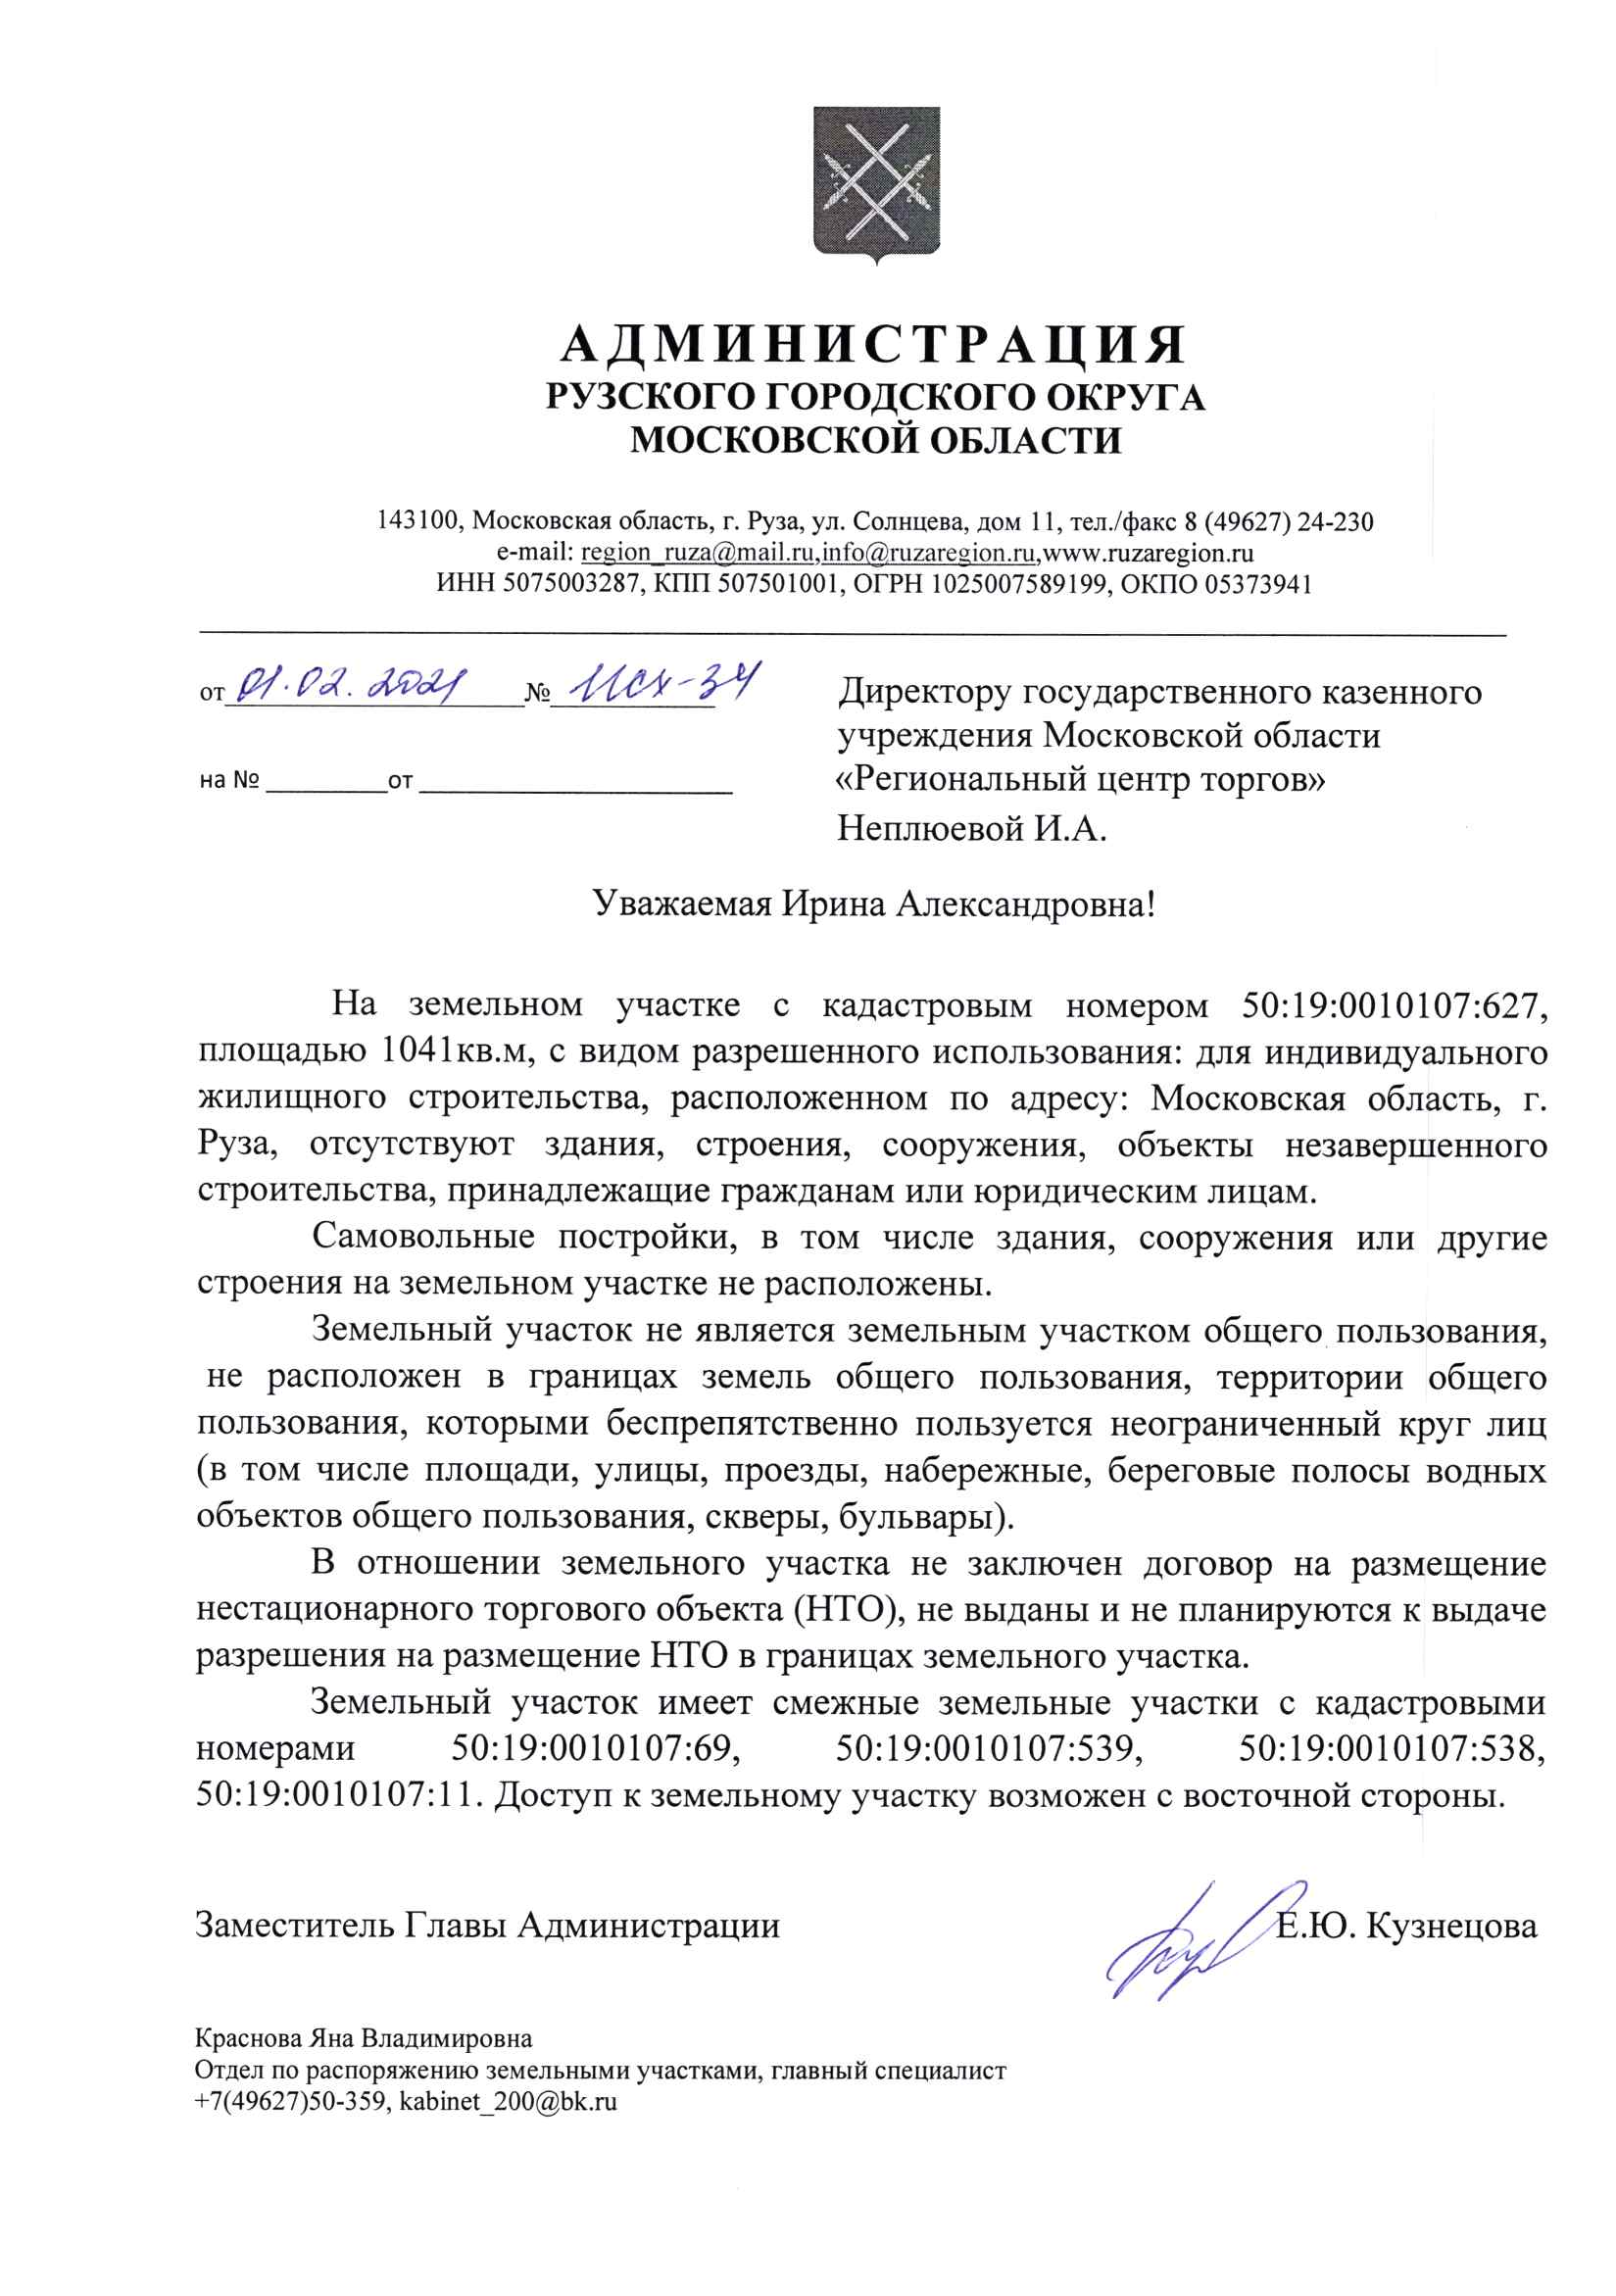 АДМИНИСТРАЦИЯ
РУЗСКОГО ГОРОДСКОГО ОКРУГА
МОСКОВСКОЙ ОБЛАСТИ
143100, Московская область, г. Руза, ул. Солнцева, дом 11, тел./факс 8 (49627) 24-230
e-mail: region_ruza@mail.ru,info@ruzaregion.ru,www.ruzaregion.ru
ИНН 5075003287, КПП 507501001, ОГРН 1025007589199, ОКПО 05373941
от 01.02.2021 № Исх-34
на № ________ от ____________________
Директору государственного казенного
учреждения Московской области
«Региональный центр торгов»
Неплюевой И.А.
Уважаемая Ирина Александровна!
На земельном участке с кадастровым номером 50:19:0010107:627,
площадью 1041кв.м, с видом разрешенного использования: для индивидуального
жилищного строительства, расположенном по адресу: Московская область, г.
Руза, отсутствуют здания, строения, сооружения, объекты незавершенного
строительства, принадлежащие гражданам или юридическим лицам.
Самовольные постройки, в том числе здания, сооружения или другие
строения на земельном участке не расположены.
Земельный участок не является земельным участком общего пользования,
не расположен в границах земель общего пользования, территории общего
пользования, которыми беспрепятственно пользуется неограниченный круг лиц
(в том числе площади, улицы, проезды, набережные, береговые полосы водных
объектов общего пользования, скверы, бульвары).
В отношении земельного участка не заключен договор на размещение
нестационарного торгового объекта (НТО), не выданы и не планируются к выдаче
разрешения на размещение НТО в границах земельного участка.
Земельный участок имеет смежные земельные участки с кадастровыми
номерами 50:19:0010107:69, 50:19:0010107:539, 50:19:0010107:538,
50:19:0010107:11. Доступ к земельному участку возможен с восточной стороны.
Заместитель Главы Администрации Е.Ю. Кузнецова
Краснова Яна Владимировна
Отдел по распоряжению земельными участками, главный специалист
+7(49627)50-359, kabinet_200@bk.ru